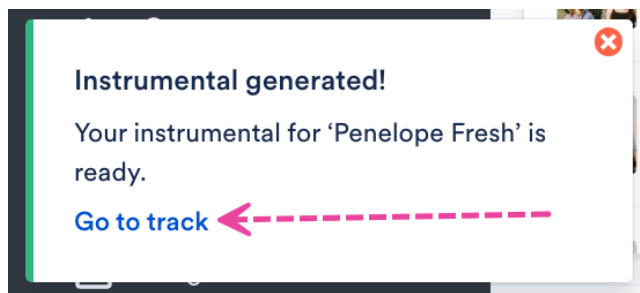 Instrumental generated!
Your instrumental for ‘Penelope Fresh’ is
ready.
Go to track